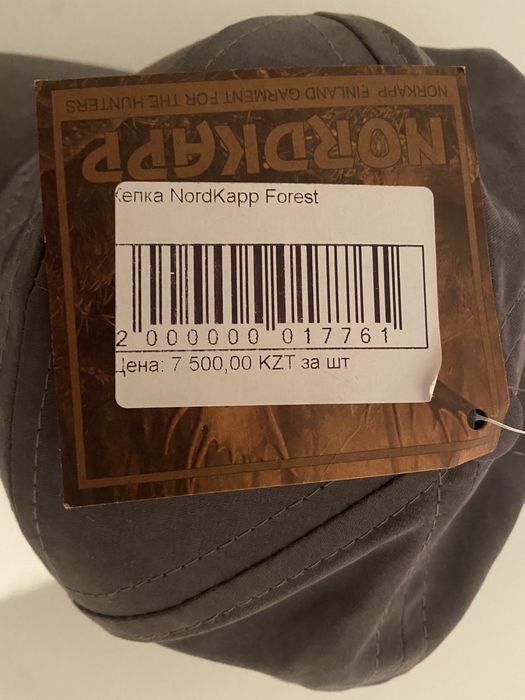 NORKAPP FINLAND GARMENT FOR THE HUNTERS
NORDKAPP
Кепка NordKapp Forest
2 000000 017761
Цена: 7 500,00 KZT за шт